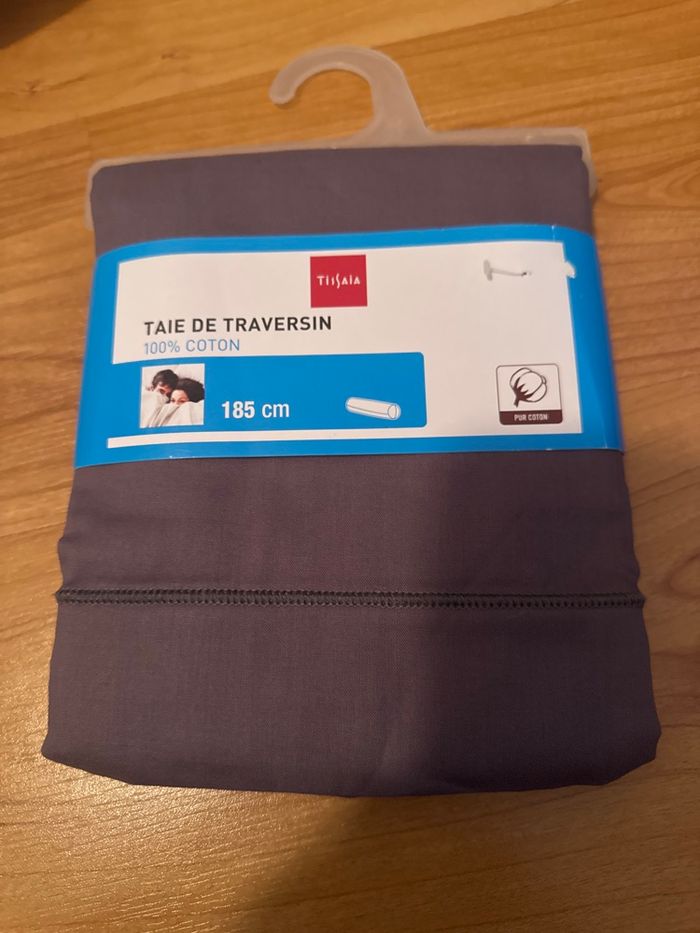 TISSAIA
TAIE DE TRAVERSIN
100% COTON
185 cm
PUR COTON